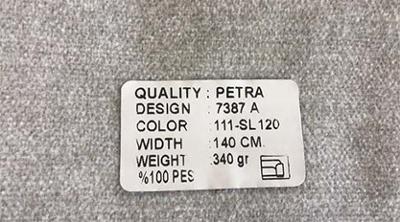 QUALITY : PETRA
DESIGN : 7387 A
COLOR : 111-SL120
WIDTH : 140 CM.
WEIGHT : 340 gr
%100 PES